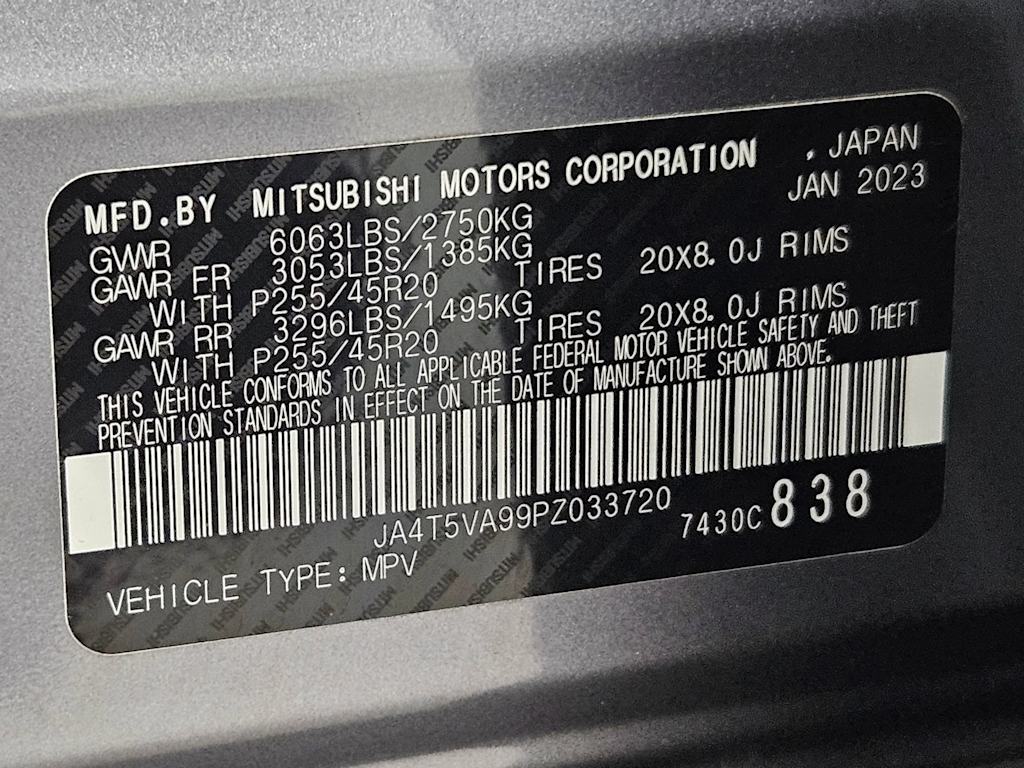 MFD.BY MITSUBISHI MOTORS CORPORATION , JAPAN
JAN 2023
GVWR 6063LBS/2750KG
GAWR FR 3053LBS/1385KG
WITH P255/45R20 TIRES 20X8.0J RIMS
GAWR RR 3296LBS/1495KG
WITH P255/45R20 TIRES 20X8.0J RIMS
THIS VEHICLE CONFORMS TO ALL APPLICABLE FEDERAL MOTOR VEHICLE SAFETY AND THEFT
PREVENTION STANDARDS IN EFFECT ON THE DATE OF MANUFACTURE SHOWN ABOVE.
JA4T5VA99PZ033720 7430C 838
VEHICLE TYPE: MPV